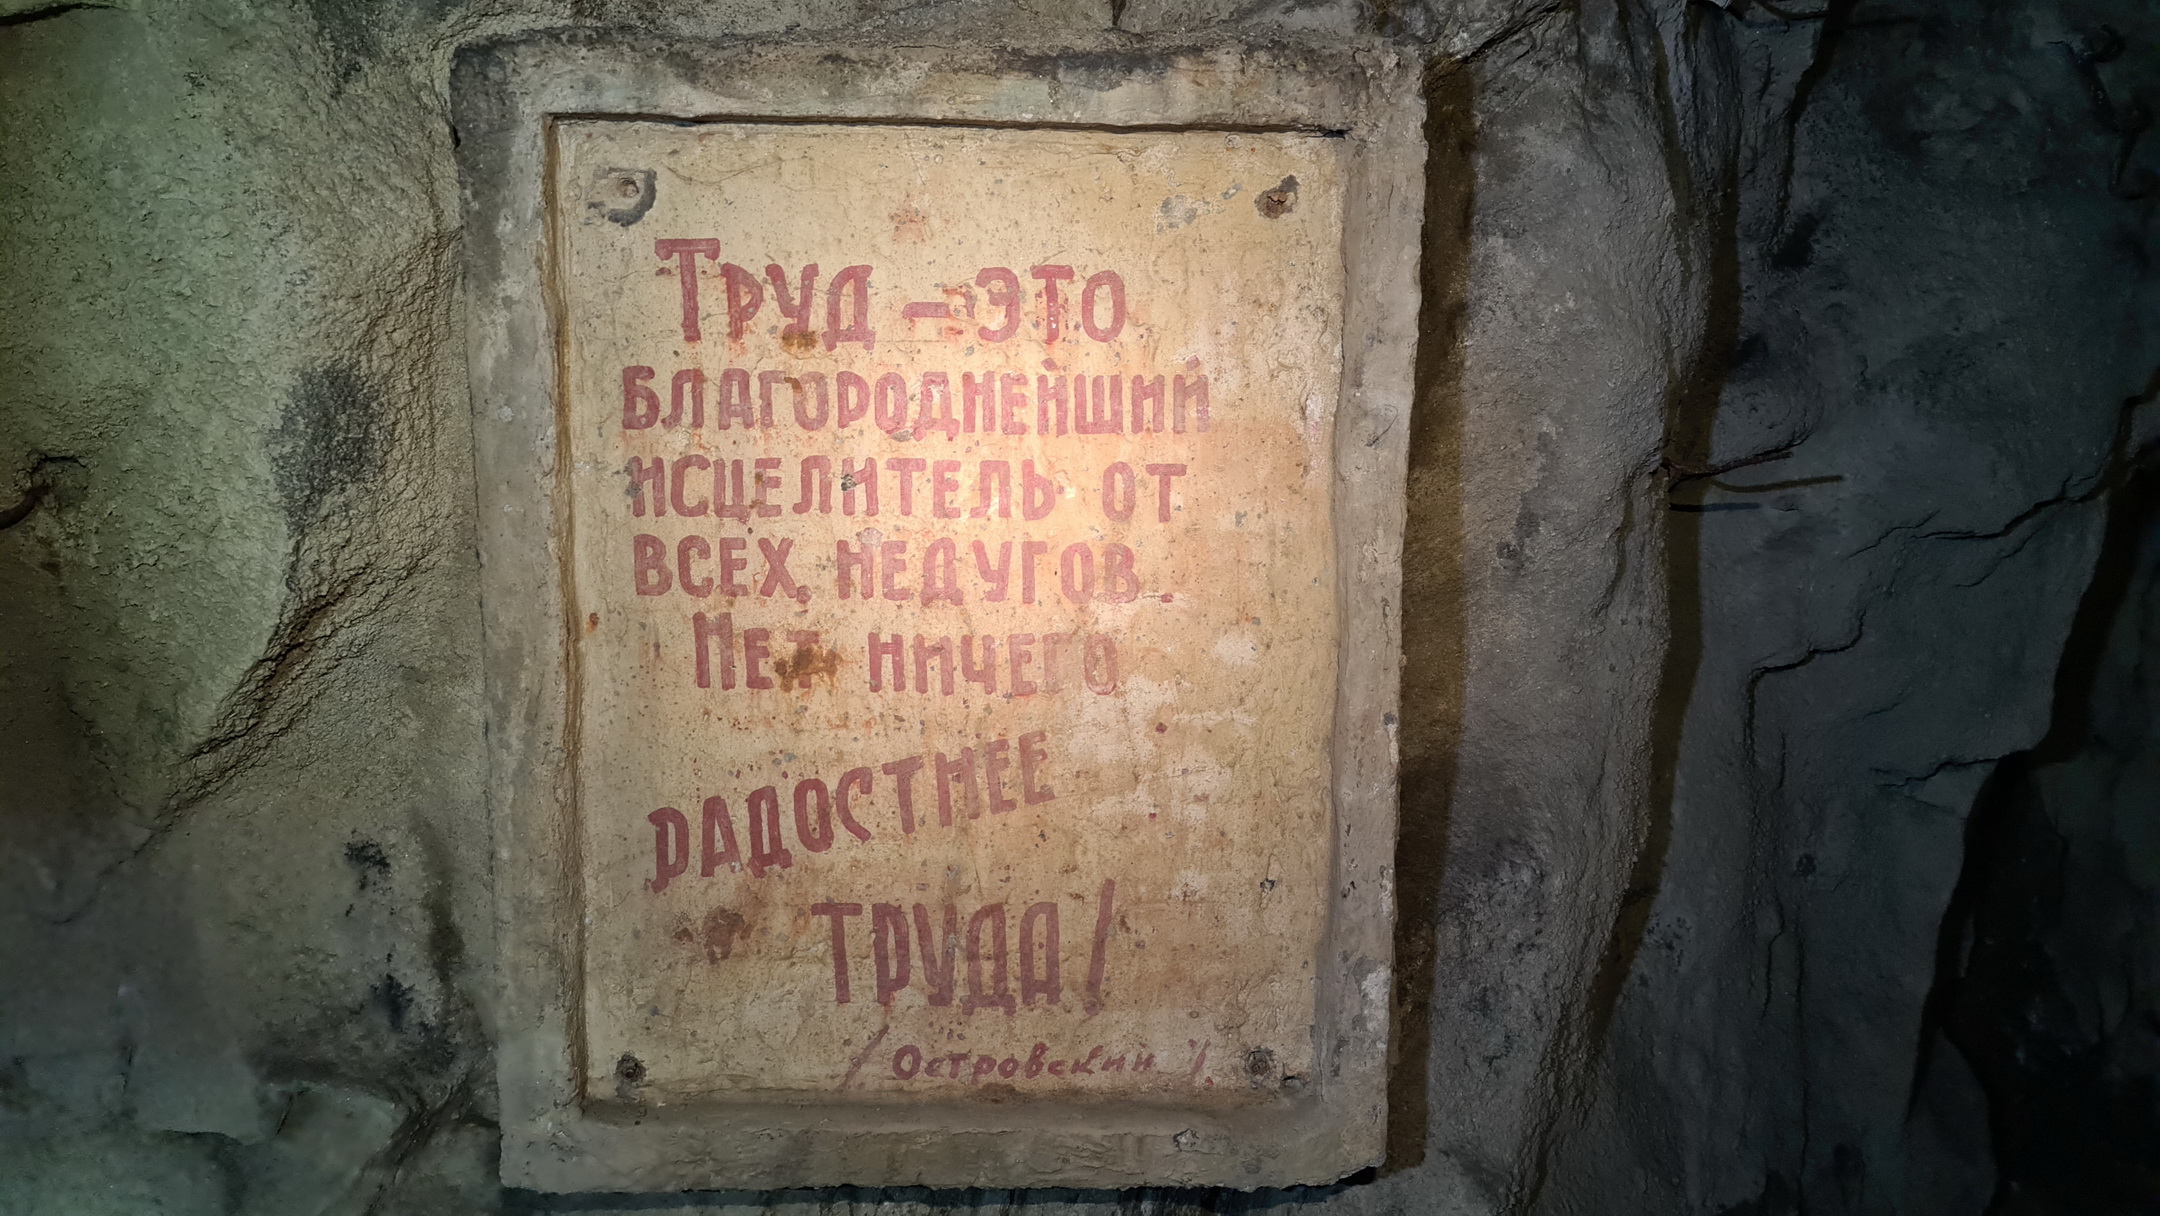 Труд – это
благороднейший
исцелитель от
всех, недугов.
Нет ничего
радостнее
труда!
/Островский/.